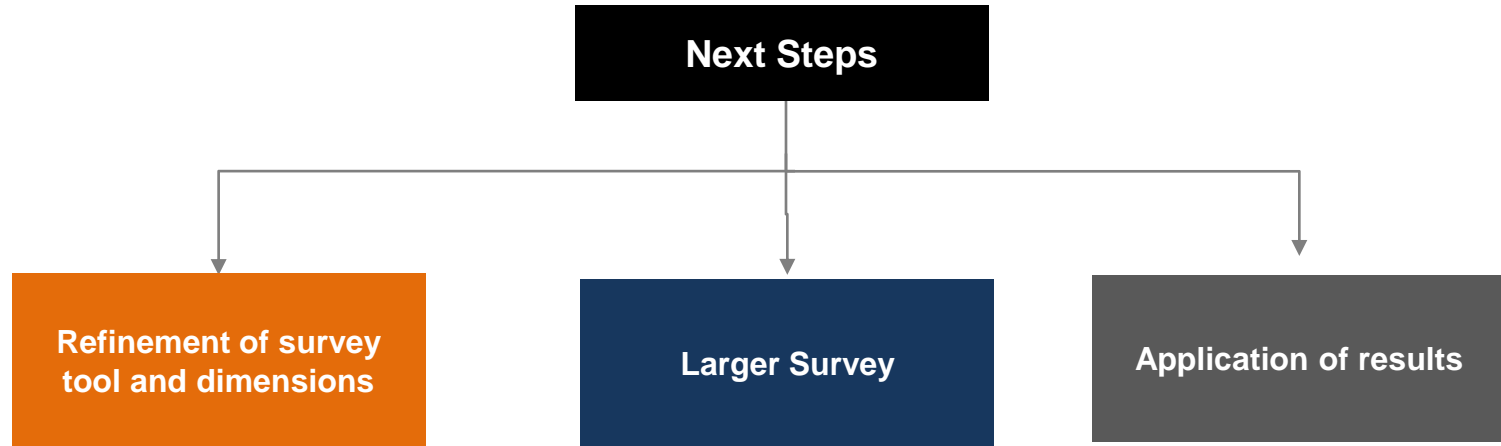 Next Steps
Refinement of survey
tool and dimensions
Larger Survey
Application of results